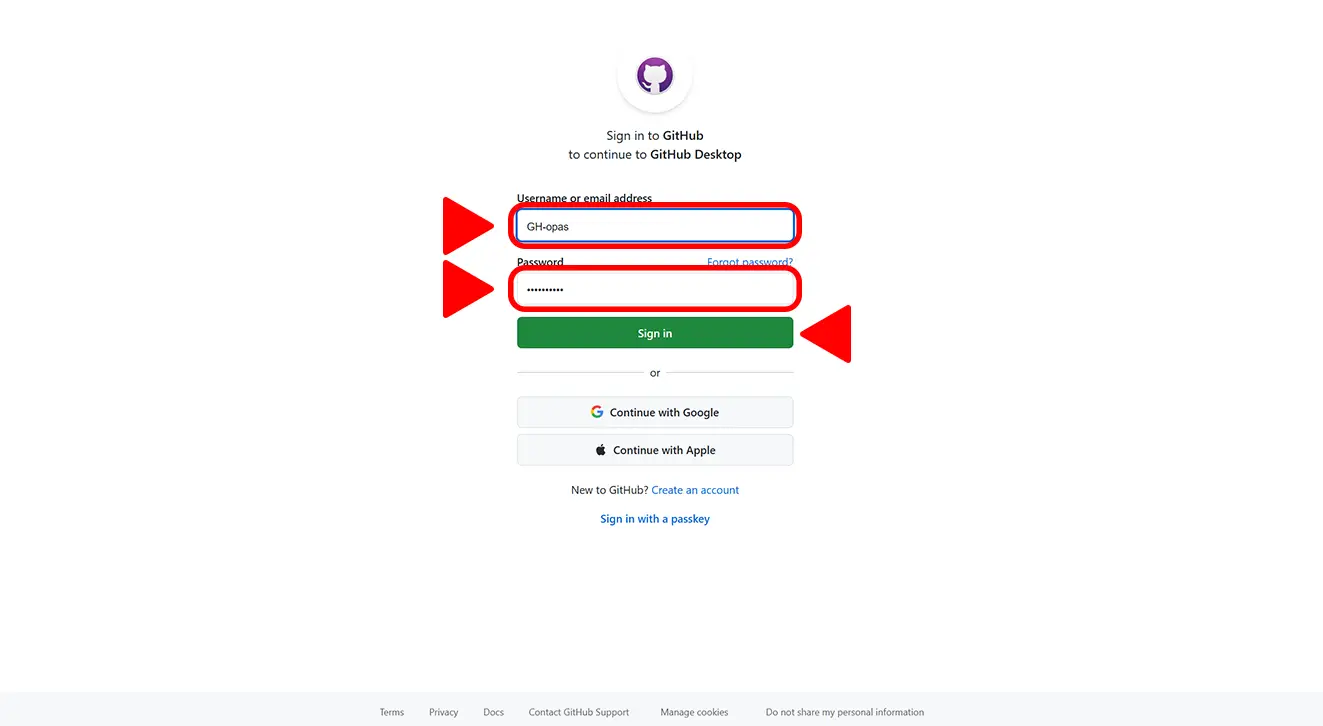 Sign in to GitHub
to continue to GitHub Desktop
Username or email address
GH-opas
Password Forgot password?
••••••••••
Sign in
or
Continue with Google
Continue with Apple
New to GitHub? Create an account
Sign in with a passkey
Terms Privacy Docs Contact GitHub Support Manage cookies Do not share my personal information